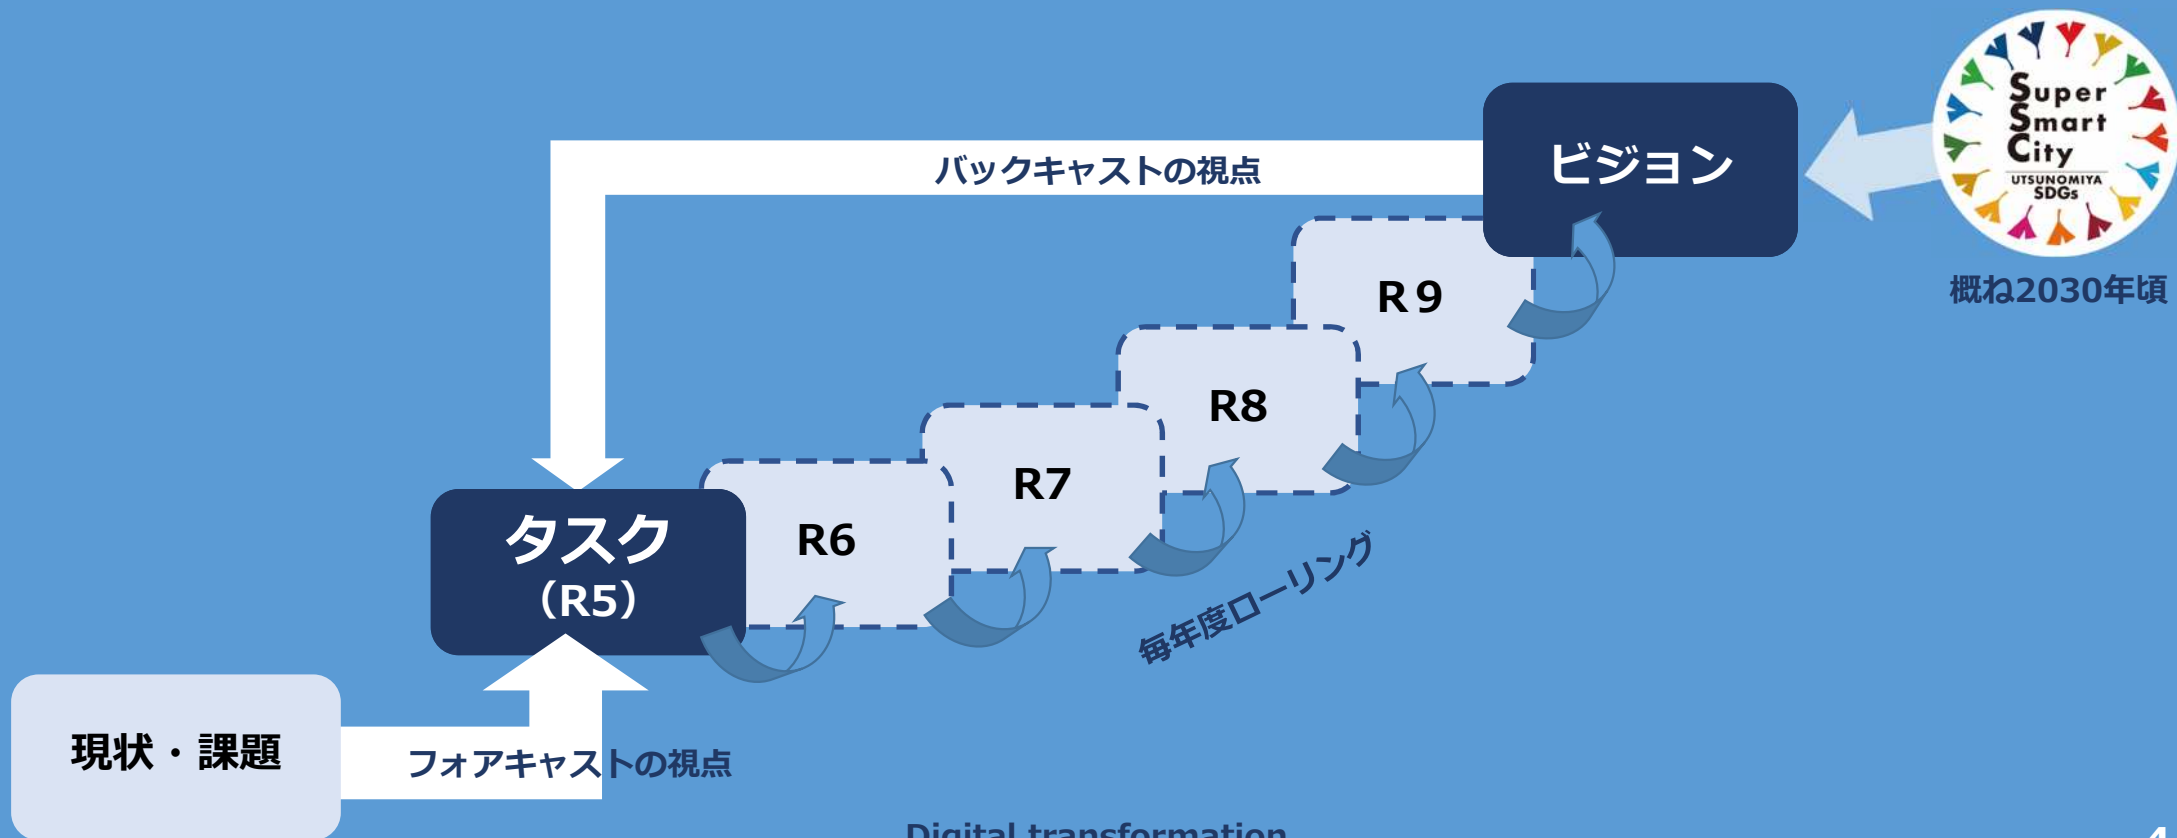 Super
Smart
City
UTSUNOMIYA
SDGs
概ね2030年頃
ビジョン
バックキャストの視点
R９
R8
R7
R6
タスク
（R5）
毎年度ローリング
現状・課題
フォアキャストの視点
Digital transformation
4